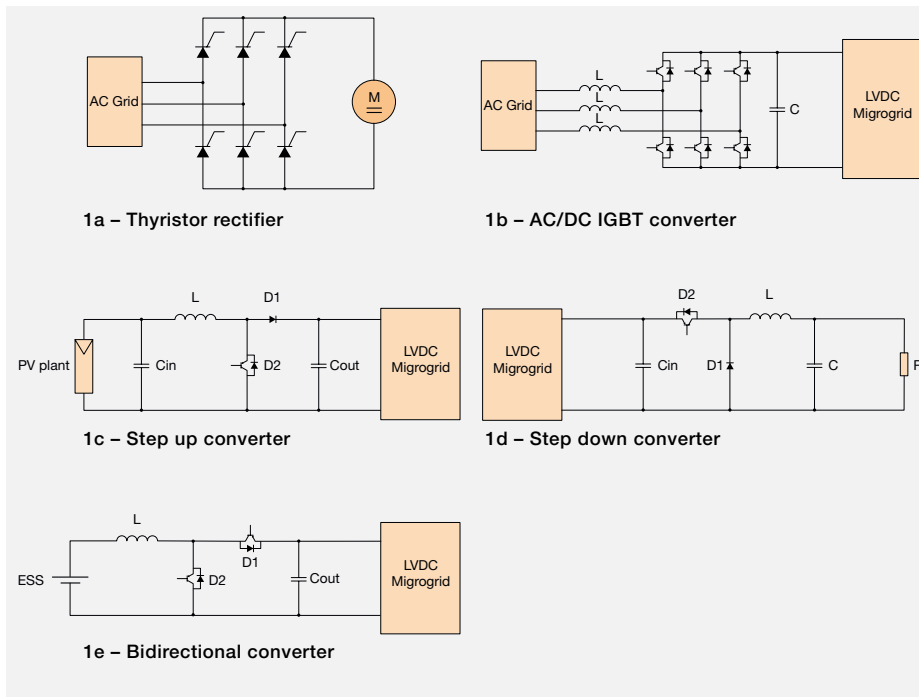 AC Grid
M
1a – Thyristor rectifier
AC Grid
L
L
L
C
LVDC
Migrogrid
1b – AC/DC IGBT converter
PV plant
Cin
L
D1
D2
Cout
LVDC
Migrogrid
1c – Step up converter
LVDC
Migrogrid
Cin
D2
D1
L
C
1d – Step down converter
ESS
L
D2
D1
Cout
LVDC
Migrogrid
1e – Bidirectional converter